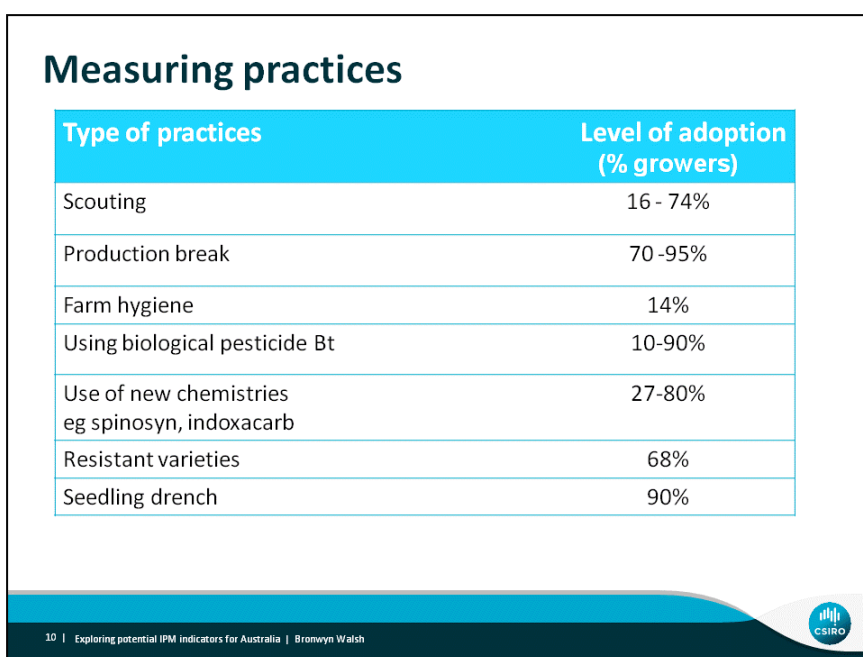 Measuring practices
Type of practices Level of adoption
(% growers)
Scouting 16 - 74%
Production break 70 -95%
Farm hygiene 14%
Using biological pesticide Bt 10-90%
Use of new chemistries 27-80%
eg spinosyn, indoxacarb
Resistant varieties 68%
Seedling drench 90%
10 | Exploring potential IPM indicators for Australia | Bronwyn Walsh
CSIRO